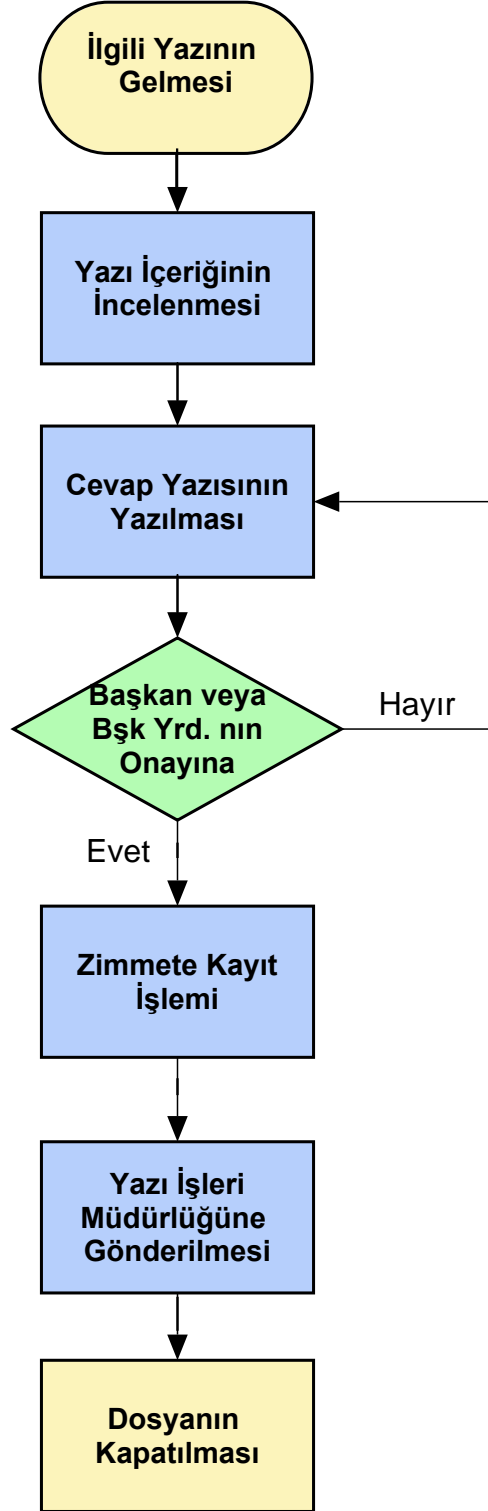 İlgili Yazının
Gelmesi
Yazı İçeriğinin
İncelenmesi
Cevap Yazısının
Yazılması
Başkan veya
Bşk Yrd. nın
Onayına
Hayır
Evet
Zimmete Kayıt
İşlemi
Yazı İşleri
Müdürlüğüne
Gönderilmesi
Dosyanın
Kapatılması